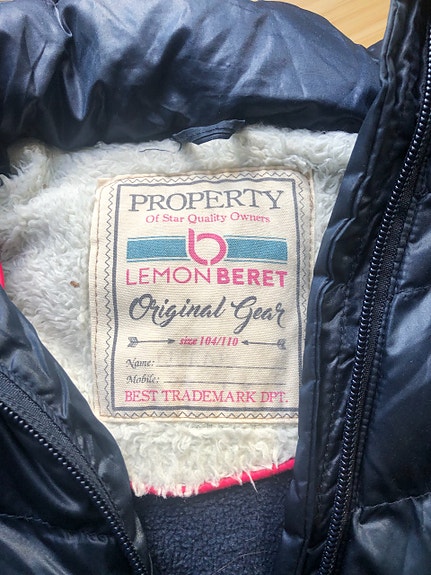 PROPERTY
Of Star Quality Owners
b
LEMON BERET
Original Gear
size 104/110
Name:
Mobile:
BEST TRADEMARK DPT.